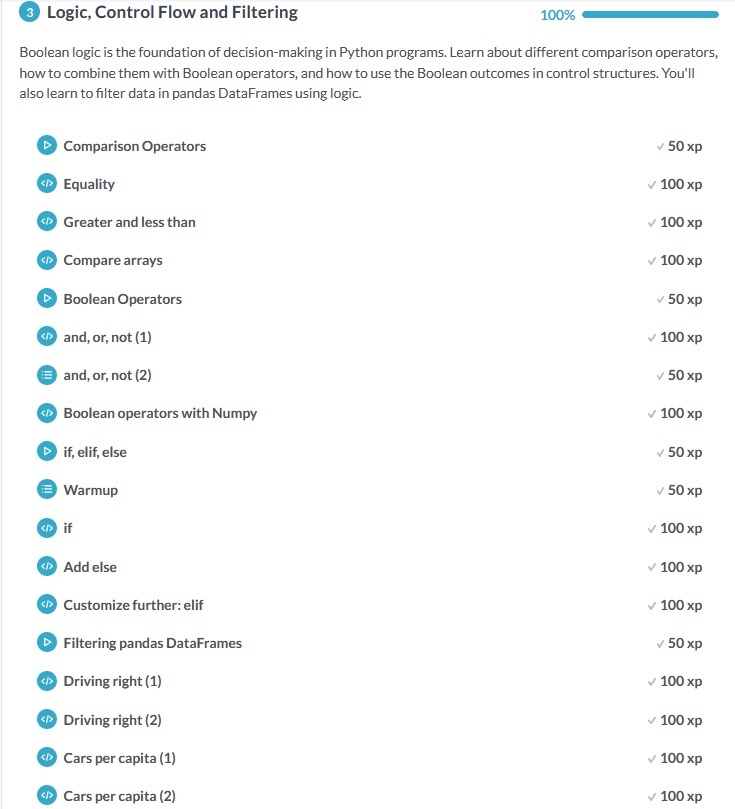 3 Logic, Control Flow and Filtering 100%
Boolean logic is the foundation of decision-making in Python programs. Learn about different comparison operators,
how to combine them with Boolean operators, and how to use the Boolean outcomes in control structures. You'll
also learn to filter data in pandas DataFrames using logic.
Comparison Operators 50 xp
Equality 100 xp
Greater and less than 100 xp
Compare arrays 100 xp
Boolean Operators 50 xp
and, or, not (1) 100 xp
and, or, not (2) 50 xp
Boolean operators with Numpy 100 xp
if, elif, else 50 xp
Warmup 50 xp
if 100 xp
Add else 100 xp
Customize further: elif 100 xp
Filtering pandas DataFrames 50 xp
Driving right (1) 100 xp
Driving right (2) 100 xp
Cars per capita (1) 100 xp
Cars per capita (2) 100 xp